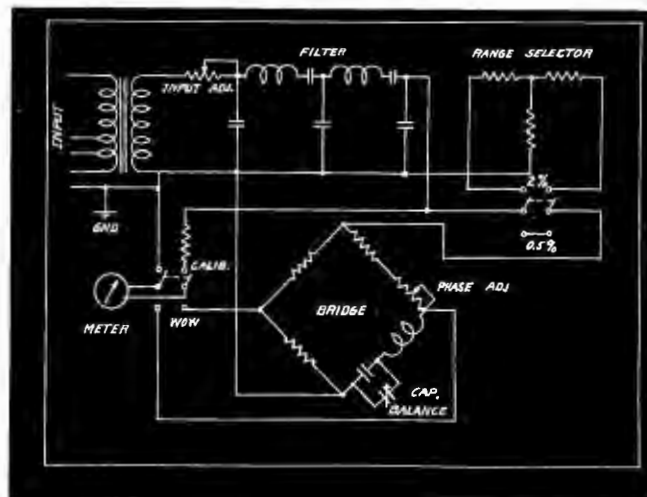 FILTER
RANGE SELECTOR
INPUT ADJ.
INPUT
2%
GND
0.5%
CALIB.
PHASE ADJ
BRIDGE
METER
WOW
CAP.
BALANCE